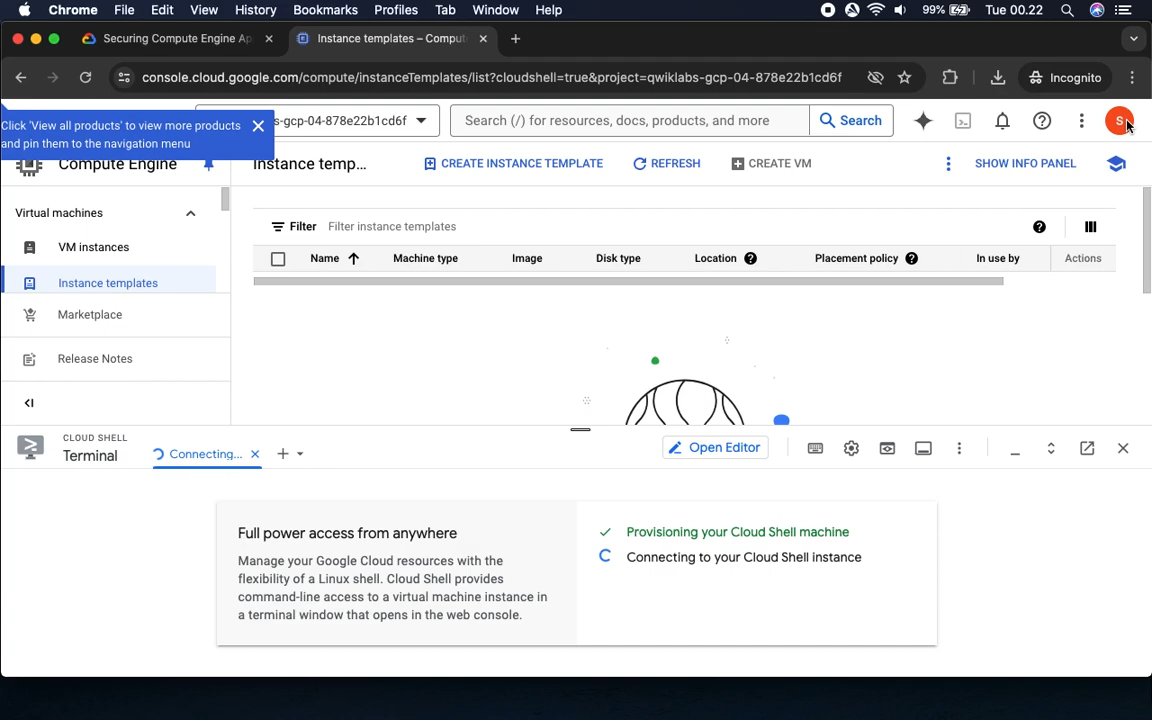 Chrome File Edit View History Bookmarks Profiles Tab Window Help 99% Tue 00.22
Securing Compute Engine Ap Instance templates – Comput
console.cloud.google.com/compute/instanceTemplates/list?cloudshell=true&project=qwiklabs-gcp-04-878e22b1cd6f Incognito
Click 'View all products' to view more products
and pin them to the navigation menu
s-gcp-04-878e22b1cd6f Search (/) for resources, docs, products, and more Search S
Compute Engine Instance temp... CREATE INSTANCE TEMPLATE REFRESH CREATE VM SHOW INFO PANEL
Virtual machines
VM instances
Instance templates
Marketplace
Release Notes
Filter Filter instance templates
Name Machine type Image Disk type Location Placement policy In use by Actions
CLOUD SHELL
Terminal Connecting... Open Editor
Full power access from anywhere
Manage your Google Cloud resources with the
flexibility of a Linux shell. Cloud Shell provides
command-line access to a virtual machine instance in
a terminal window that opens in the web console.
Provisioning your Cloud Shell machine
Connecting to your Cloud Shell instance